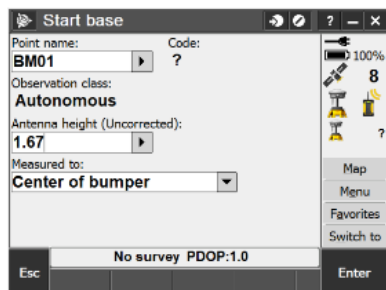 Start base
? – ×
Point name:
Code:
BM01
?
Observation class:
Autonomous
Antenna height (Uncorrected):
1.67
Measured to:
Center of bumper
100%
8
?
Map
Menu
Favorites
Switch to
No survey PDOP:1.0
Esc
Enter